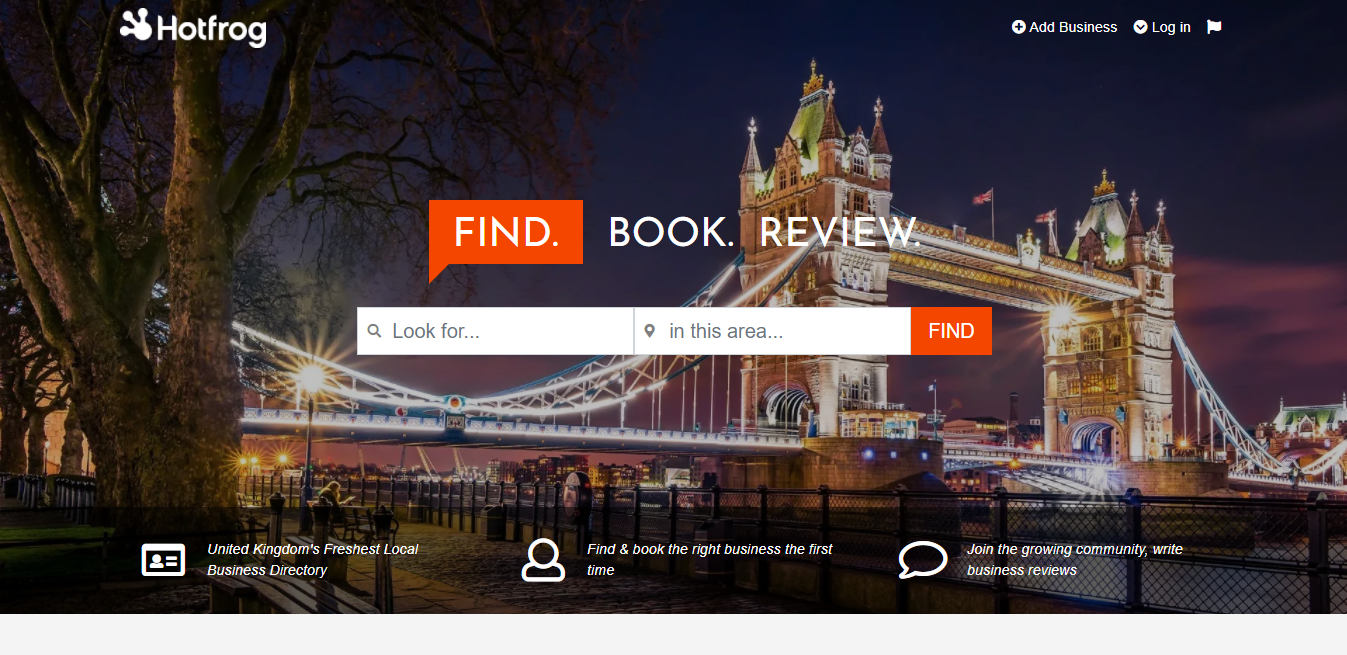 Hotfrog
Add Business
Log in
FIND. BOOK. REVIEW.
Look for...
in this area...
FIND
United Kingdom's Freshest Local
Business Directory
Find & book the right business the first
time
Join the growing community, write
business reviews